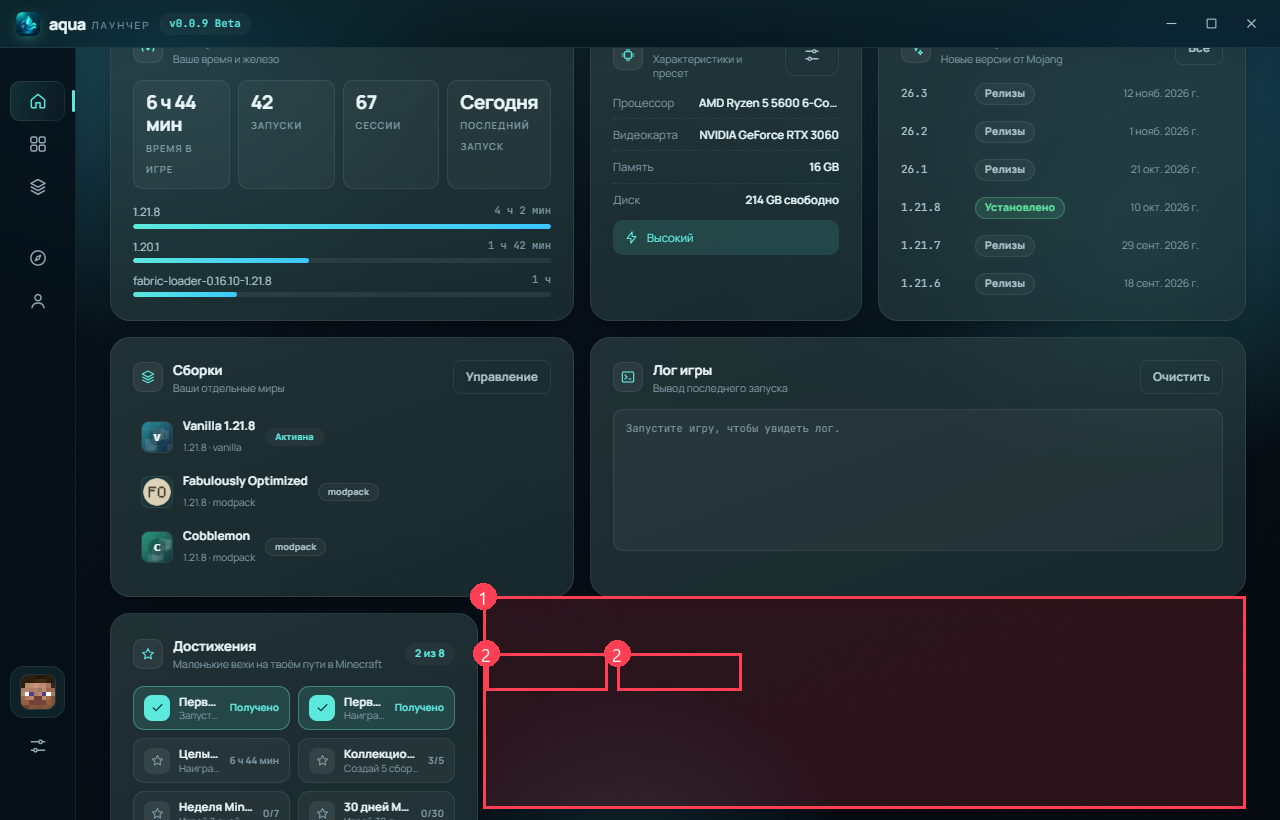 aqua ЛАУНЧЕР v0.0.9 Beta
Ваше время и железо
6 ч 44 мин
ВРЕМЯ В ИГРЕ
42
ЗАПУСКИ
67
СЕССИИ
Сегодня
ПОСЛЕДНИЙ ЗАПУСК
1.21.8 4 ч 2 мин
1.20.1 1 ч 42 мин
fabric-loader-0.16.10-1.21.8 1 ч
Характеристики и пресет
Процессор AMD Ryzen 5 5600 6-Co...
Видеокарта NVIDIA GeForce RTX 3060
Память 16 GB
Диск 214 GB свободно
Высокий
Новые версии от Mojang
Все
26.3 Релизы 12 нояб. 2026 г.
26.2 Релизы 1 нояб. 2026 г.
26.1 Релизы 21 окт. 2026 г.
1.21.8 Установлено 10 окт. 2026 г.
1.21.7 Релизы 29 сент. 2026 г.
1.21.6 Релизы 18 сент. 2026 г.
Сборки
Ваши отдельные миры
Управление
V
Vanilla 1.21.8
1.21.8 · vanilla
Активна
FO
Fabulously Optimized
1.21.8 · modpack
modpack
C
Cobblemon
1.21.8 · modpack
modpack
Лог игры
Вывод последнего запуска
Очистить
Запустите игру, чтобы увидеть лог.
1
2
2
Достижения
Маленькие вехи на твоём пути в Minecraft
2 из 8
Перв...
Запуст...
Получено
Перв...
Наигра...
Получено
Целы...
Наигра...
6 ч 44 мин
Коллекцио...
Создай 5 сбор...
3/5
Неделя Min...
0/7
30 дней М...
0/30